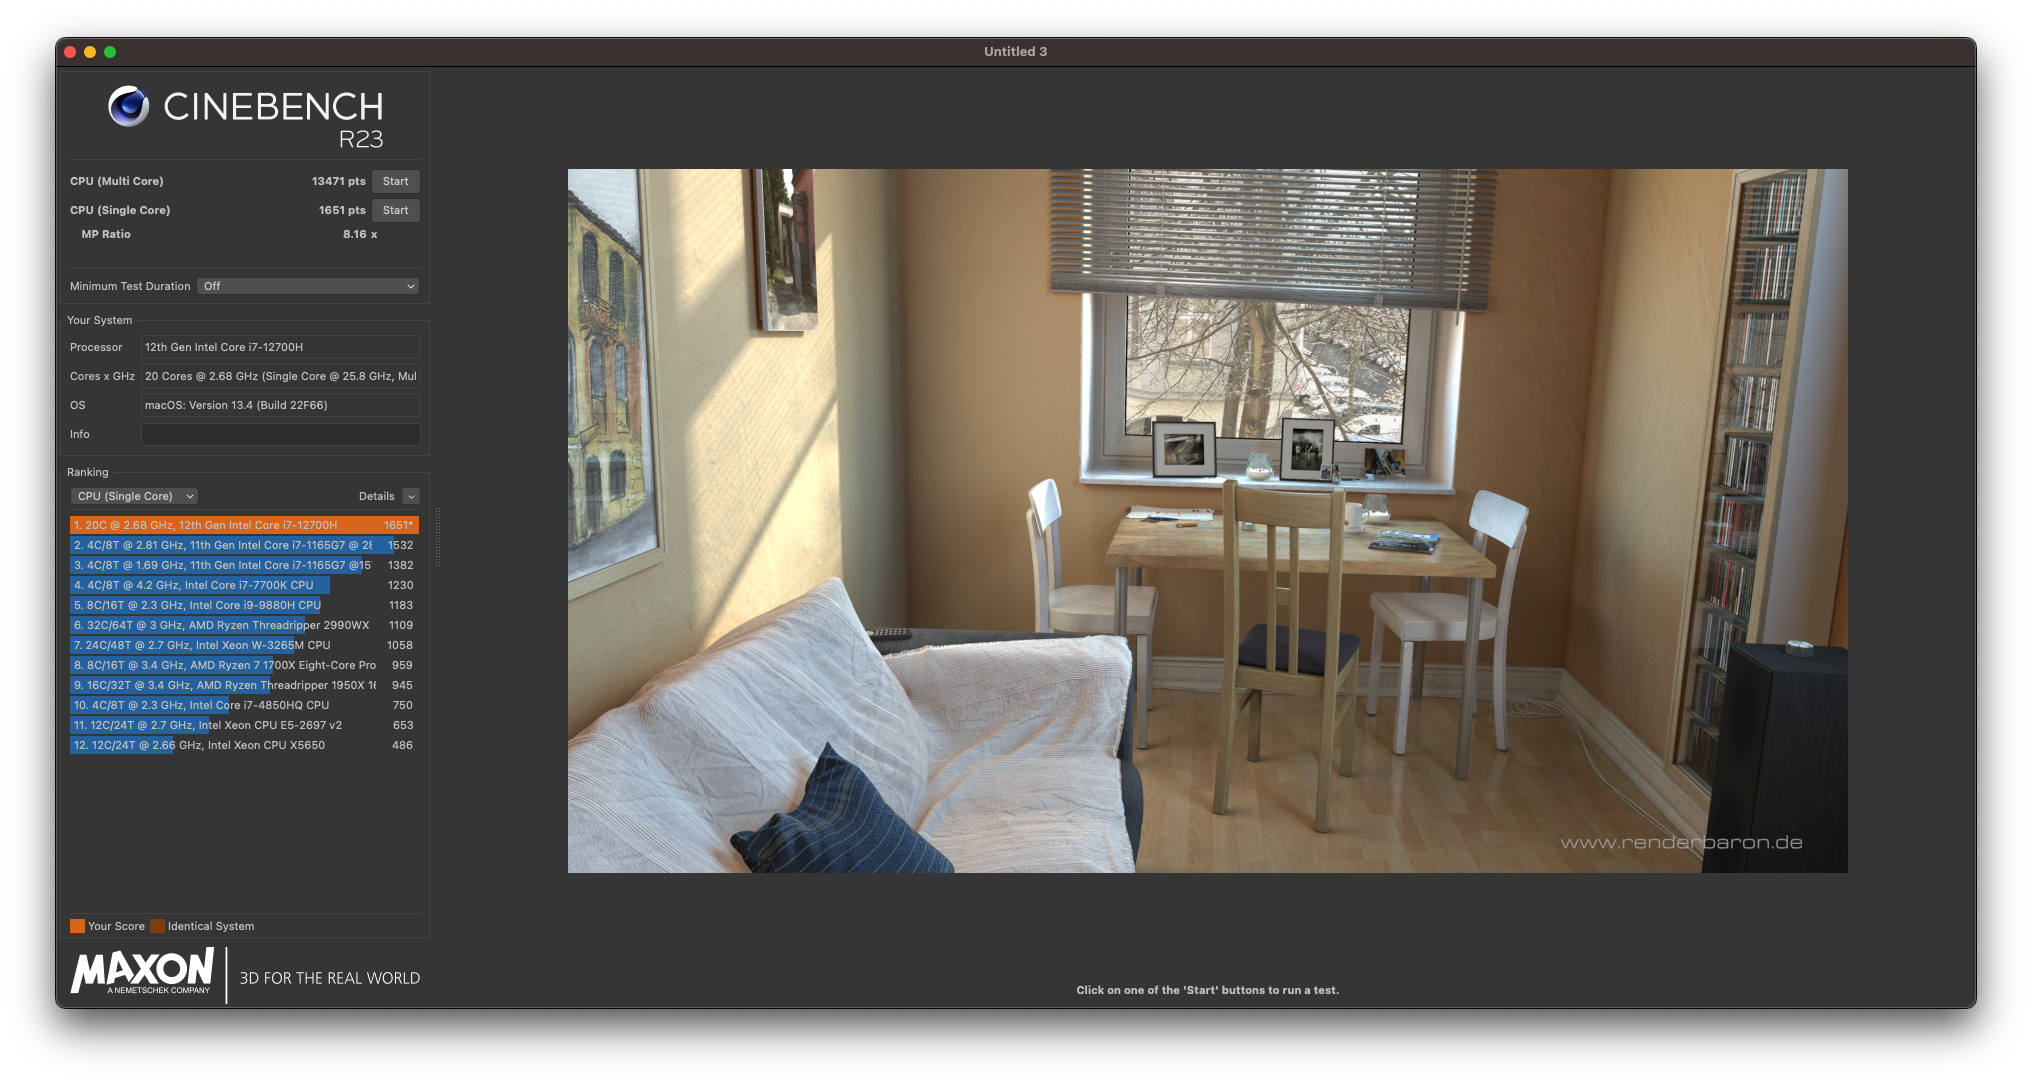 Untitled 3
CINEBENCH
R23
CPU (Multi Core) 13471 pts Start
CPU (Single Core) 1651 pts Start
MP Ratio 8.16 x
Minimum Test Duration Off
Your System
Processor 12th Gen Intel Core i7-12700H
Cores x GHz 20 Cores @ 2.68 GHz (Single Core @ 25.8 GHz, Mul
OS macOS: Version 13.4 (Build 22F66)
Info
Ranking
CPU (Single Core) Details
1. 20C @ 2.68 GHz, 12th Gen Intel Core i7-12700H 1651*
2. 4C/8T @ 2.81 GHz, 11th Gen Intel Core i7-1165G7 @ 28 1532
3. 4C/8T @ 1.69 GHz, 11th Gen Intel Core i7-1165G7 @15 1382
4. 4C/8T @ 4.2 GHz, Intel Core i7-7700K CPU 1230
5. 8C/16T @ 2.3 GHz, Intel Core i9-9880H CPU 1183
6. 32C/64T @ 3 GHz, AMD Ryzen Threadripper 2990WX 1109
7. 24C/48T @ 2.7 GHz, Intel Xeon W-3265M CPU 1058
8. 8C/16T @ 3.4 GHz, AMD Ryzen 7 1700X Eight-Core Pro 959
9. 16C/32T @ 3.4 GHz, AMD Ryzen Threadripper 1950X 16 945
10. 4C/8T @ 2.3 GHz, Intel Core i7-4850HQ CPU 750
11. 12C/24T @ 2.7 GHz, Intel Xeon CPU E5-2697 v2 653
12. 12C/24T @ 2.66 GHz, Intel Xeon CPU X5650 486
Your Score Identical System
MAXON
A NEMETSCHEK COMPANY
3D FOR THE REAL WORLD
www.renderbaron.de
Click on one of the 'Start' buttons to run a test.